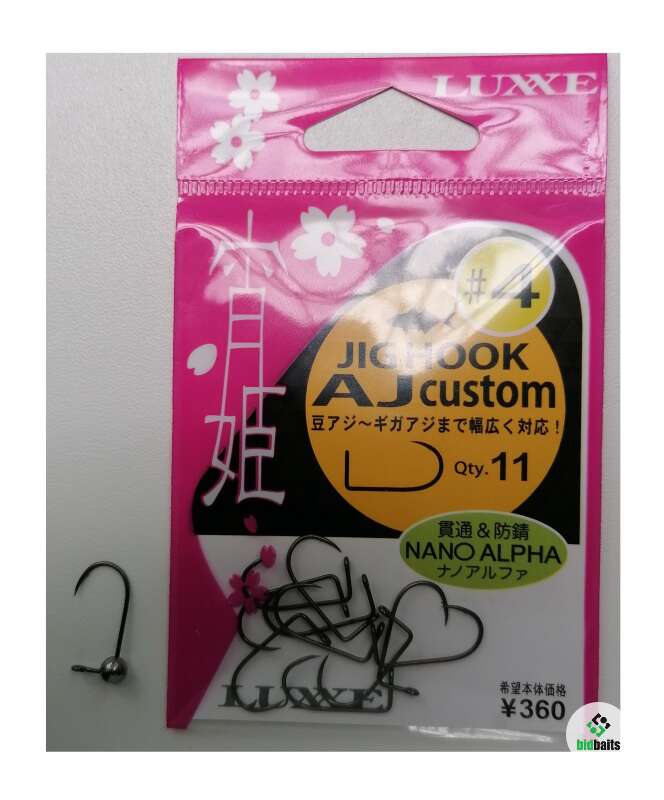 LUXXE
宵姫
#4
JIG HOOK
AJ custom
豆アジ～ギガアジまで幅広く対応！
Qty.11
貫通&防錆
NANO ALPHA
ナノアルファ
LUXXE
希望本体価格
¥360
bidbaits